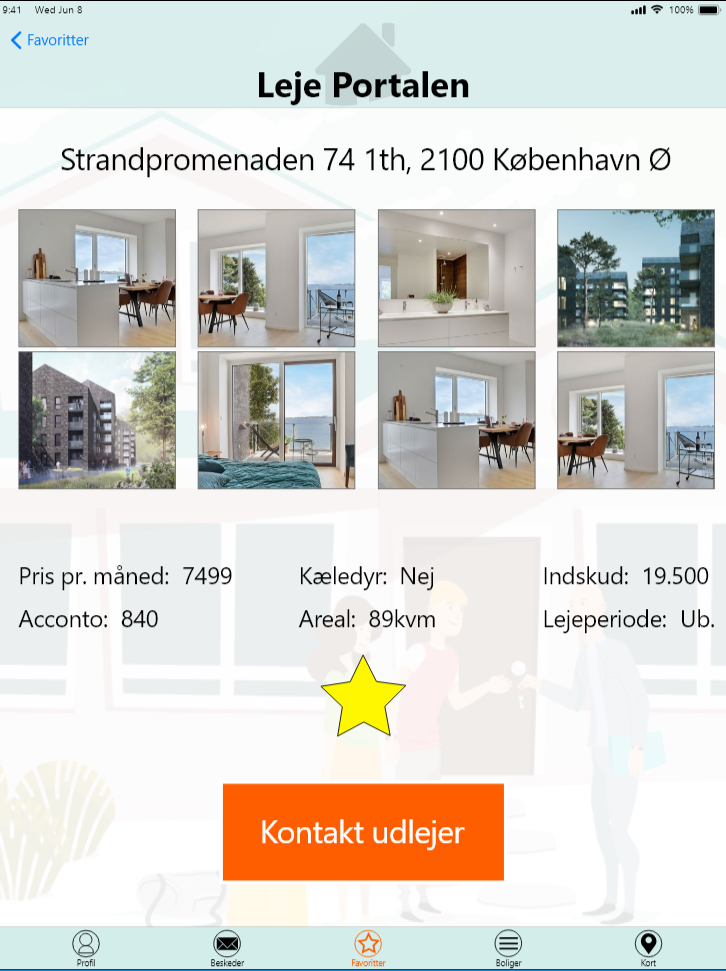 9:41 Wed Jun 8 100%
Favoritter
Leje Portalen
Strandpromenaden 74 1th, 2100 København Ø
Pris pr. måned: 7499 Kæledyr: Nej Indskud: 19.500
Acconto: 840 Areal: 89kvm Lejeperiode: Ub.
Kontakt udlejer
Profil Beskeder Favoritter Boliger Kort